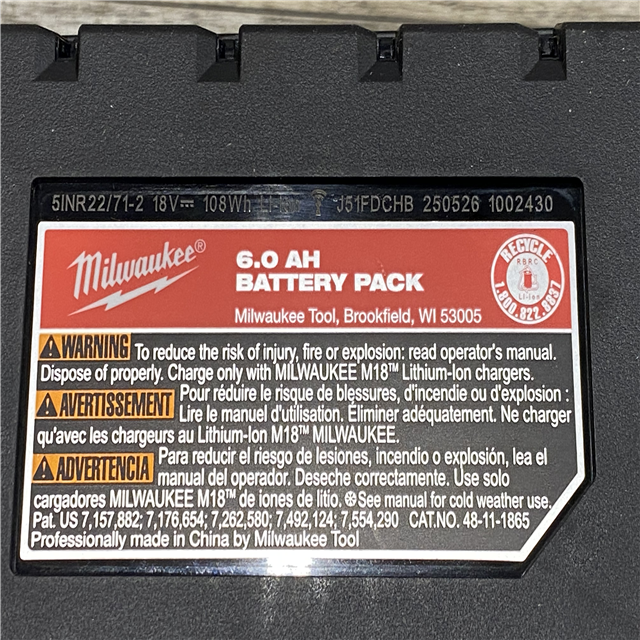 5INR22/71-2 18V⎓ 108Wh Li-Ion J51FDCHB 250526 1002430
Milwaukee®
6.0 AH
BATTERY PACK
Milwaukee Tool, Brookfield, WI 53005
RECYCLE
RBRC
Li-Ion
1.800.822.8837
WARNING To reduce the risk of injury, fire or explosion: read operator's manual.
Dispose of properly. Charge only with MILWAUKEE M18™ Lithium-Ion chargers.
AVERTISSEMENT Pour réduire le risque de blessures, d'incendie ou d'explosion :
Lire le manuel d'utilisation. Éliminer adéquatement. Ne charger
qu'avec les chargeurs au Lithium-Ion M18™ MILWAUKEE.
ADVERTENCIA Para reducir el riesgo de lesiones, incendio o explosión, lea el
manual del operador. Deseche correctamente. Use solo
cargadores MILWAUKEE M18™ de iones de litio. ❄See manual for cold weather use.
Pat. US 7,157,882; 7,176,654; 7,262,580; 7,492,124; 7,554,290 CAT.NO. 48-11-1865
Professionally made in China by Milwaukee Tool